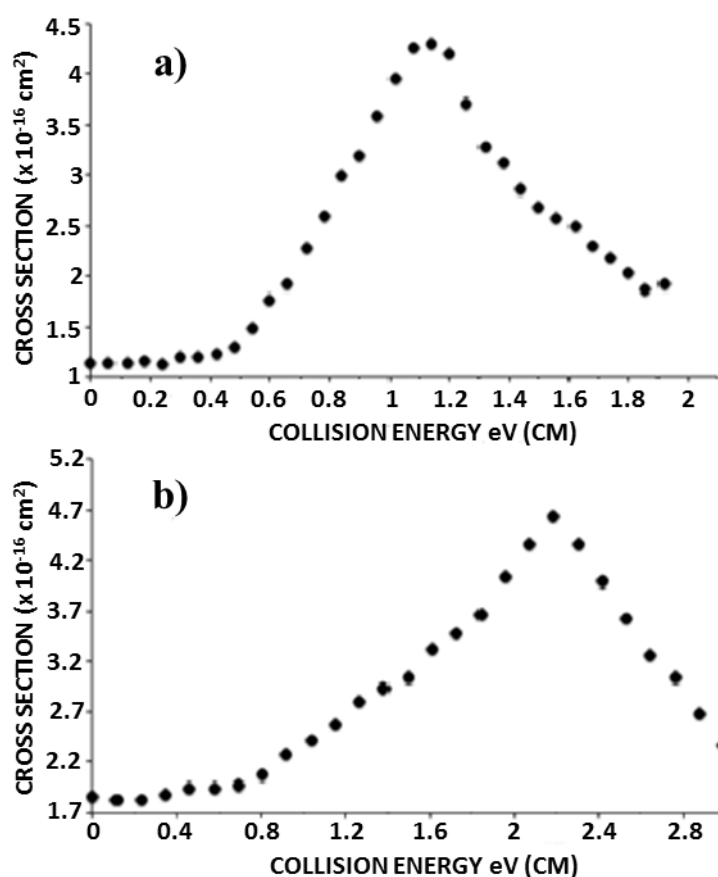 a)
CROSS SECTION (x 10⁻¹⁶ cm²)
4.5
4
3.5
3
2.5
2
1.5
1
0 0.2 0.4 0.6 0.8 1 1.2 1.4 1.6 1.8 2
COLLISION ENERGY eV (CM)
b)
CROSS SECTION (x 10⁻¹⁶ cm²)
5.2
4.7
4.2
3.7
3.2
2.7
2.2
1.7
0 0.4 0.8 1.2 1.6 2 2.4 2.8
COLLISION ENERGY eV (CM)